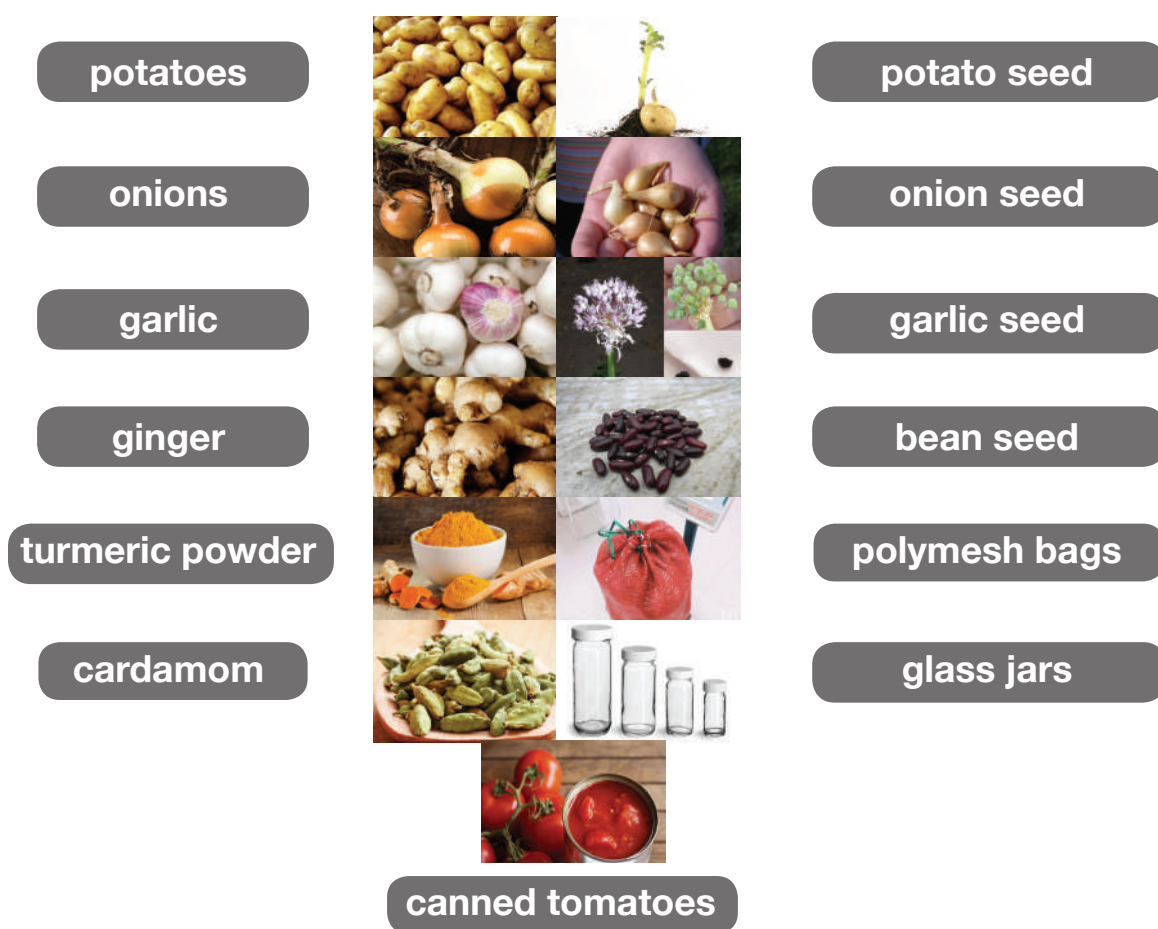 potatoes
potato seed
onions
onion seed
garlic
garlic seed
ginger
bean seed
turmeric powder
polymesh bags
cardamom
glass jars
canned tomatoes